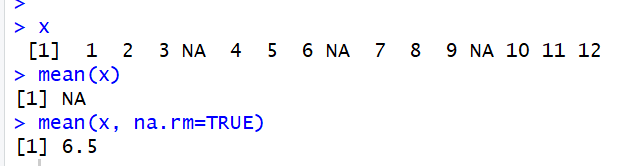 >
> x
 [1]  1  2  3 NA  4  5  6 NA  7  8  9 NA 10 11 12
> mean(x)
[1] NA
> mean(x, na.rm=TRUE)
[1] 6.5